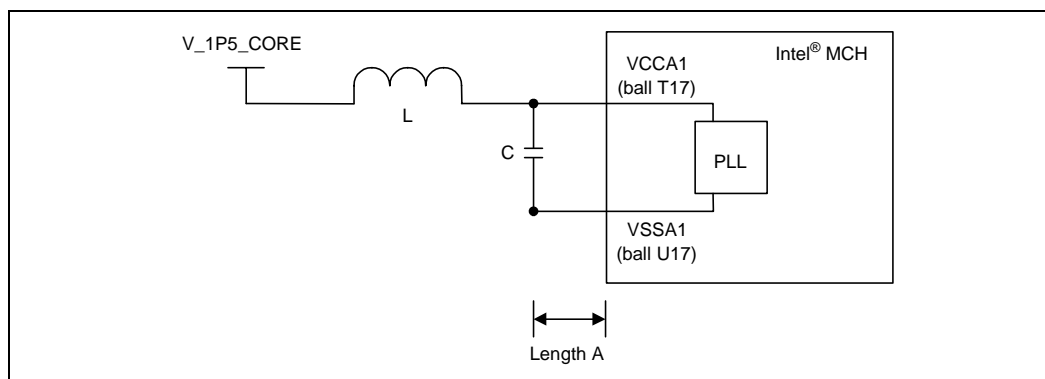 V_1P5_CORE
Intel® MCH
VCCA1
(ball T17)
L
C
PLL
VSSA1
(ball U17)
Length A